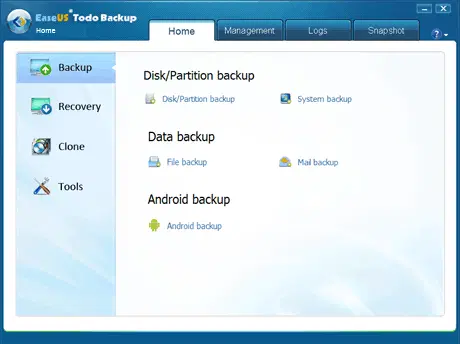 EaseUS Todo Backup
Home
Home
Management
Logs
Snapshot
?
Backup
Recovery
Clone
Tools
Disk/Partition backup
Disk/Partition backup
System backup
Data backup
File backup
Mail backup
Android backup
Android backup